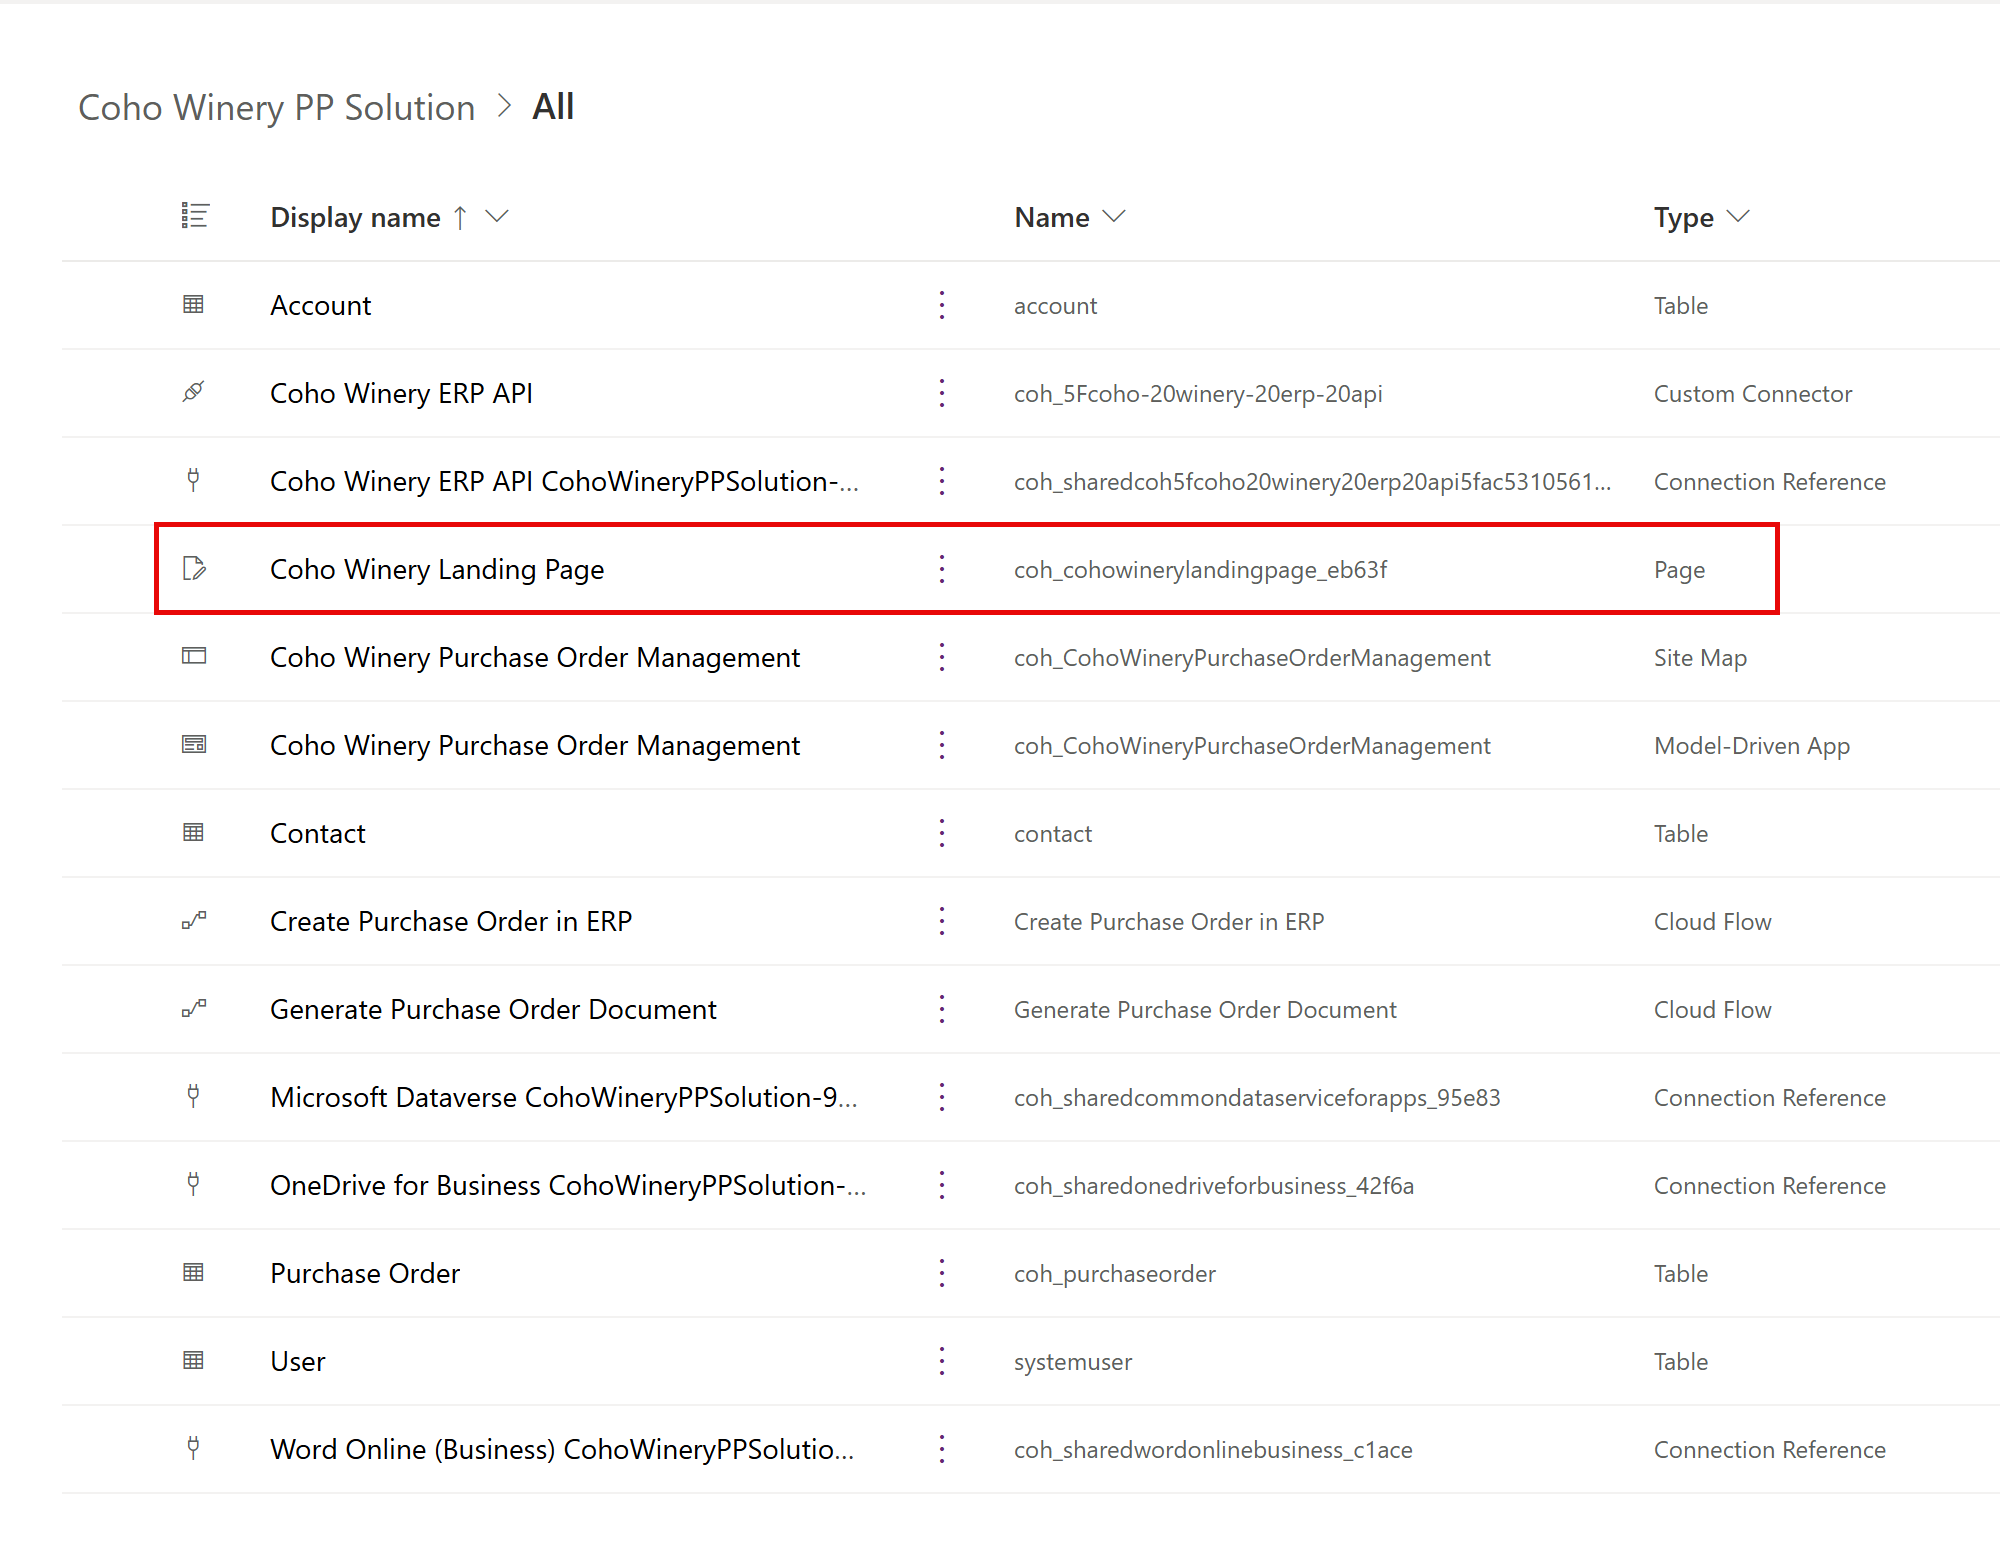 Coho Winery PP Solution > All
Display name Name Type
Account account Table
Coho Winery ERP API coh_5Fcoho-20winery-20erp-20api Custom Connector
Coho Winery ERP API CohoWineryPPSolution-... coh_sharedcoh5fcoho20winery20erp20api5fac5310561... Connection Reference
Coho Winery Landing Page coh_cohowinerylandingpage_eb63f Page
Coho Winery Purchase Order Management coh_CohoWineryPurchaseOrderManagement Site Map
Coho Winery Purchase Order Management coh_CohoWineryPurchaseOrderManagement Model-Driven App
Contact contact Table
Create Purchase Order in ERP Create Purchase Order in ERP Cloud Flow
Generate Purchase Order Document Generate Purchase Order Document Cloud Flow
Microsoft Dataverse CohoWineryPPSolution-9... coh_sharedcommondataserviceforapps_95e83 Connection Reference
OneDrive for Business CohoWineryPPSolution-... coh_sharedonedriveforbusiness_42f6a Connection Reference
Purchase Order coh_purchaseorder Table
User systemuser Table
Word Online (Business) CohoWineryPPSolutio... coh_sharedwordonlinebusiness_c1ace Connection Reference